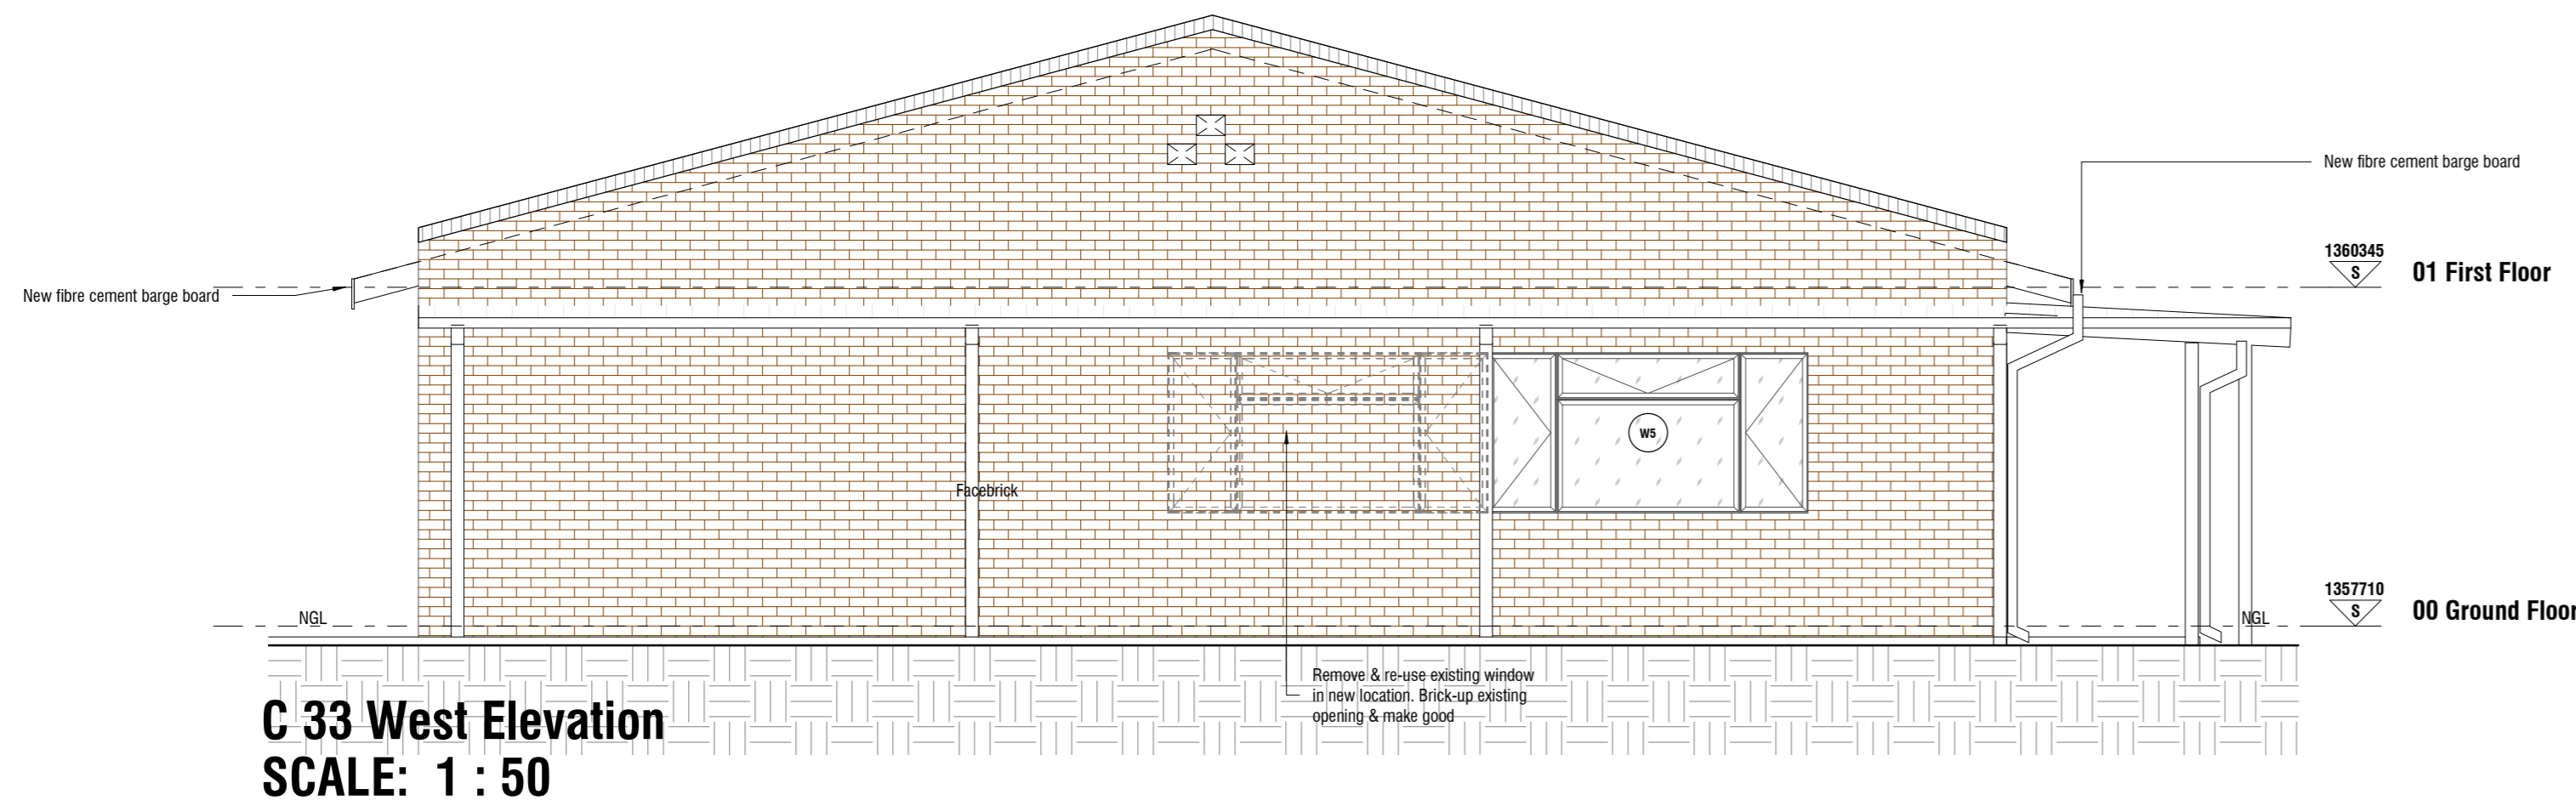 New fibre cement barge board
1360345
S
01 First Floor
New fibre cement barge board
W5
Facebrick
1357710
S
00 Ground Floor
NGL
NGL
Remove & re-use existing window
in new location. Brick-up existing
opening & make good
C 33 West Elevation
SCALE: 1 : 50